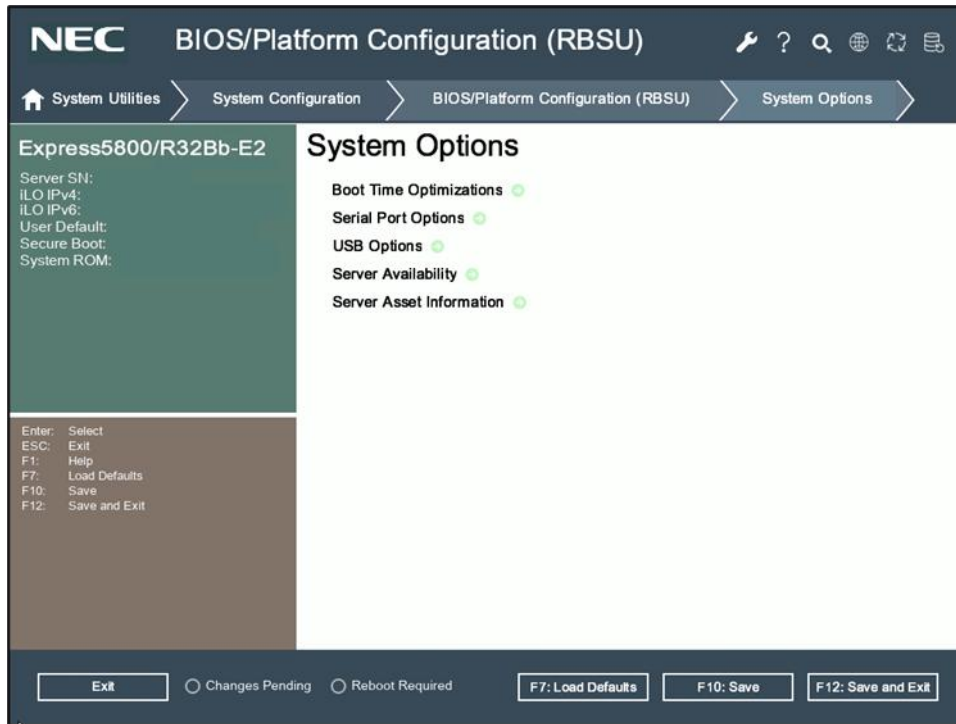 NEC BIOS/Platform Configuration (RBSU) ?
System Utilities System Configuration BIOS/Platform Configuration (RBSU) System Options
Express5800/R32Bb-E2
Server SN:
iLO IPv4:
iLO IPv6:
User Default:
Secure Boot:
System ROM:
System Options
Boot Time Optimizations
Serial Port Options
USB Options
Server Availability
Server Asset Information
Enter: Select
ESC: Exit
F1: Help
F7: Load Defaults
F10: Save
F12: Save and Exit
Exit Changes Pending Reboot Required F7: Load Defaults F10: Save F12: Save and Exit